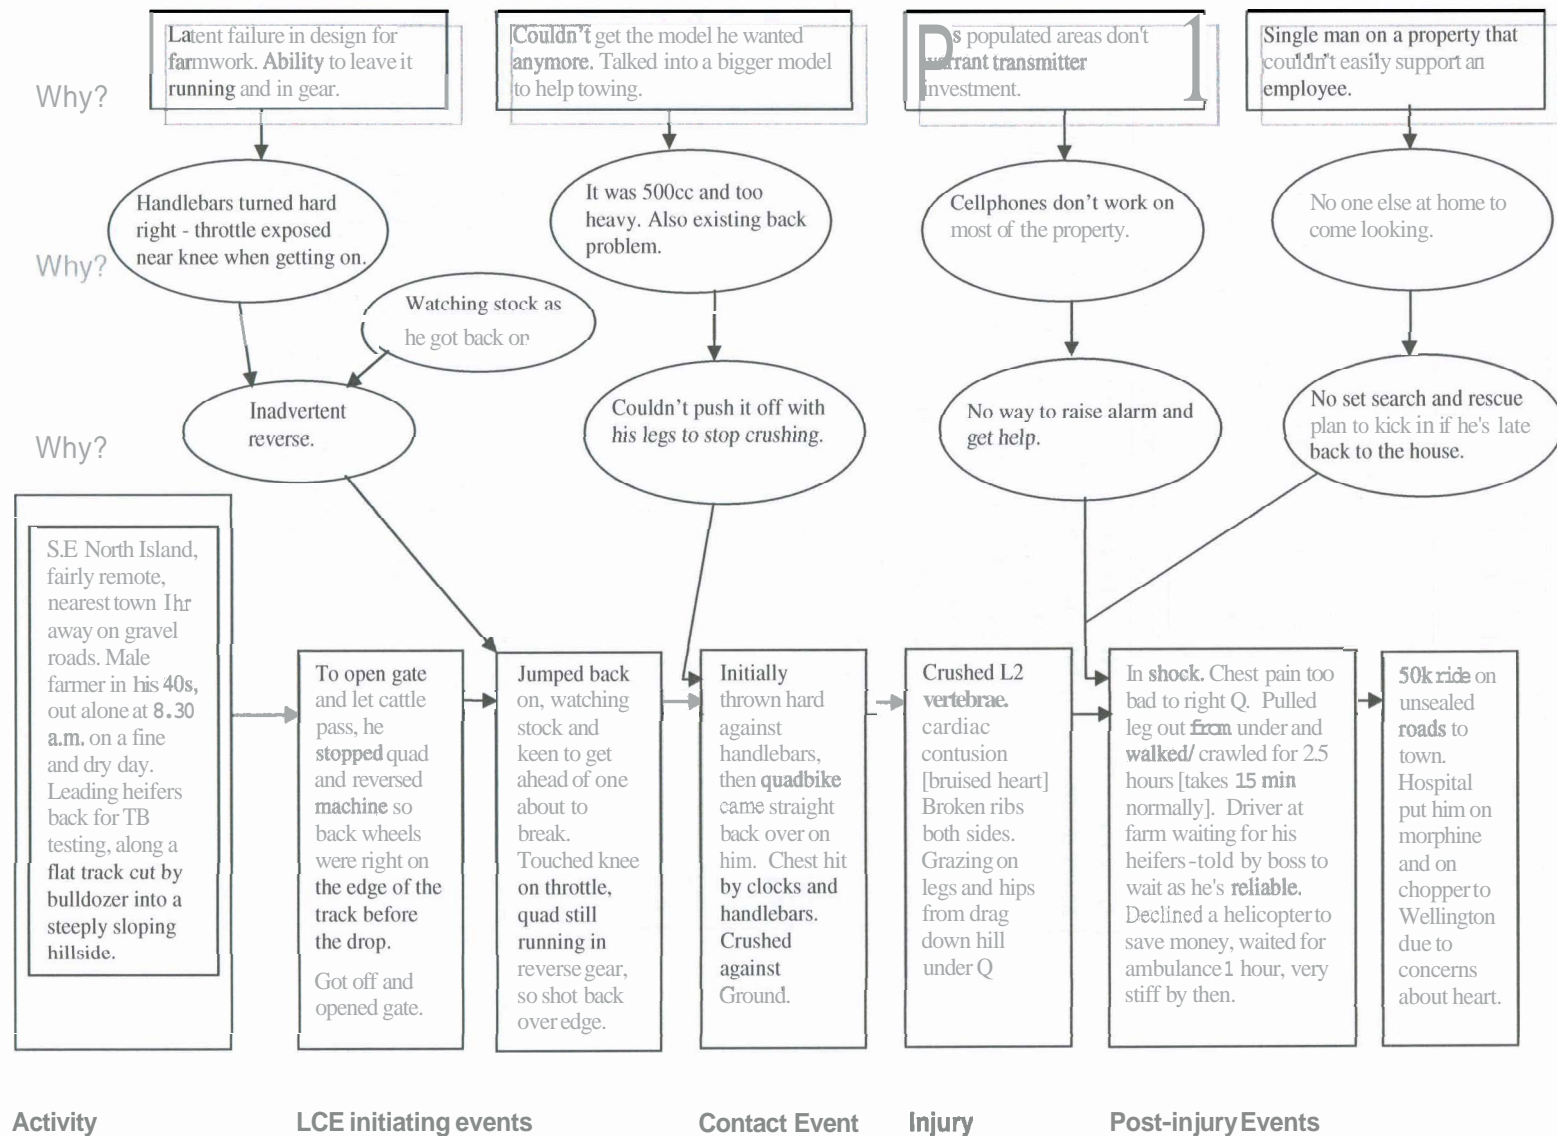 Why?
Latent failure in design for
farmwork. Ability to leave it
running and in gear.
Couldn't get the model he wanted
anymore. Talked into a bigger model
to help towing.
s populated areas don't
warrant transmitter
investment.
Single man on a property that
couldn't easily support an
employee.
Why?
Handlebars turned hard
right - throttle exposed
near knee when getting on.
Watching stock as
he got back on
It was 500cc and too
heavy. Also existing back
problem.
Cellphones don't work on
most of the property.
No one else at home to
come looking.
Why?
Inadvertent
reverse.
Couldn't push it off with
his legs to stop crushing.
No way to raise alarm and
get help.
No set search and rescue
plan to kick in if he's late
back to the house.
S.E North Island,
fairly remote,
nearest town 1hr
away on gravel
roads. Male
farmer in his 40s,
out alone at 8.30
a.m. on a fine
and dry day.
Leading heifers
back for TB
testing, along a
flat track cut by
bulldozer into a
steeply sloping
hillside.
To open gate
and let cattle
pass, he
stopped quad
and reversed
machine so
back wheels
were right on
the edge of the
track before
the drop.
Got off and
opened gate.
Jumped back
on, watching
stock and
keen to get
ahead of one
about to
break.
Touched knee
on throttle,
quad still
running in
reverse gear,
so shot back
over edge.
Initially
thrown hard
against
handlebars,
then quadbike
came straight
back over on
him. Chest hit
by clocks and
handlebars.
Crushed
against
Ground.
Crushed L2
vertebrae.
cardiac
contusion
[bruised heart]
Broken ribs
both sides.
Grazing on
legs and hips
from drag
down hill
under Q
In shock. Chest pain too
bad to right Q. Pulled
leg out from under and
walked/ crawled for 2.5
hours [takes 15 min
normally]. Driver at
farm waiting for his
heifers -told by boss to
wait as he's reliable.
Declined a helicopter to
save money, waited for
ambulance 1 hour, very
stiff by then.
50k ride on
unsealed
roads to
town.
Hospital
put him on
morphine
and on
chopper to
Wellington
due to
concerns
about heart.
Activity
LCE initiating events
Contact Event
Injury
Post-injury Events